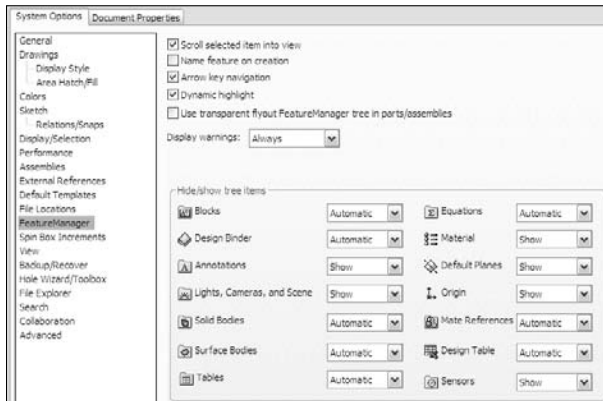 System Options
Document Properties
General
Drawings
Display Style
Area Hatch/Fill
Colors
Sketch
Relations/Snaps
Display/Selection
Performance
Assemblies
External References
Default Templates
File Locations
FeatureManager
Spin Box Increments
View
Backup/Recover
Hole Wizard/Toolbox
File Explorer
Search
Collaboration
Advanced
Scroll selected item into view
Name feature on creation
Arrow key navigation
Dynamic highlight
Use transparent flyout FeatureManager tree in parts/assemblies
Display warnings: Always
Hide/show tree items
Blocks Automatic Equations Automatic
Design Binder Automatic Material Show
Annotations Show Default Planes Show
Lights, Cameras, and Scene Show Origin Show
Solid Bodies Automatic Mate References Automatic
Surface Bodies Automatic Design Table Automatic
Tables Automatic Sensors Show